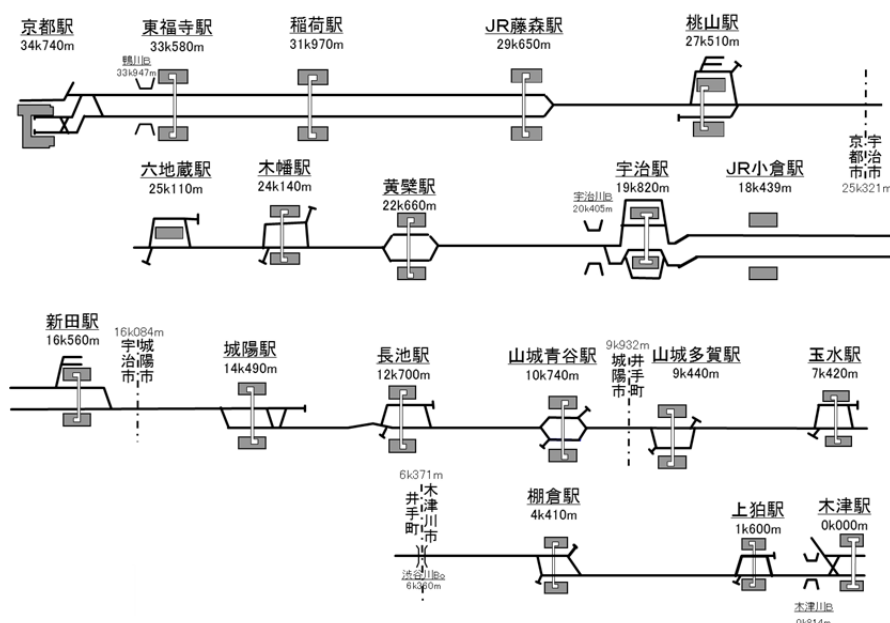 京都駅
34k740m
東福寺駅
33k580m
稲荷駅
31k970m
JR藤森駅
29k650m
桃山駅
27k510m
鴨川B
33k947m
京都市
宇治市
25k321m
六地蔵駅
25k110m
木幡駅
24k140m
黄檗駅
22k660m
宇治川B
20k405m
宇治駅
19k820m
JR小倉駅
18k439m
新田駅
16k560m
16k084m
宇治市
城陽市
城陽駅
14k490m
長池駅
12k700m
山城青谷駅
10k740m
9k932m
城陽市
井手町
山城多賀駅
9k440m
玉水駅
7k420m
6k371m
井手町
木津川市
渋谷川Bo
6k360m
棚倉駅
4k410m
上狛駅
1k600m
木津駅
0k000m
木津川B
0k814m